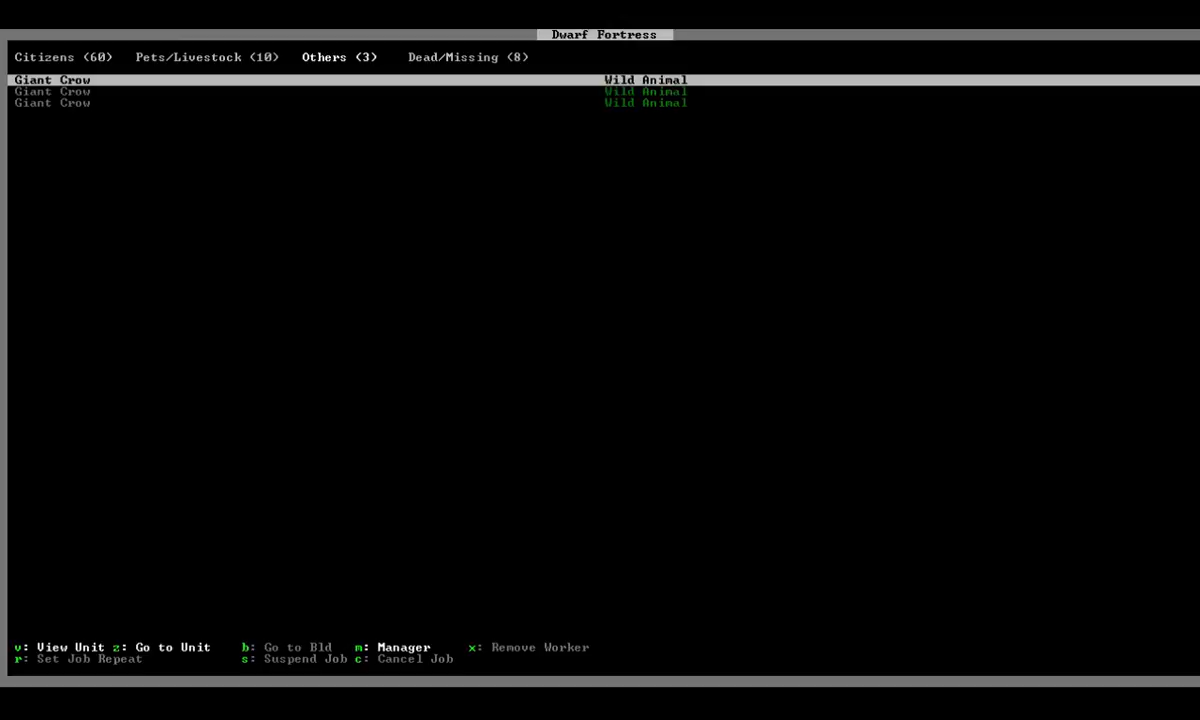 Dwarf Fortress
Citizens (60) Pets/Livestock (10) Others (3) Dead/Missing (8)
Giant Crow Wild Animal
Giant Crow Wild Animal
Giant Crow Wild Animal
v: View Unit z: Go to Unit b: Go to Bld m: Manager x: Remove Worker
r: Set Job Repeat s: Suspend Job c: Cancel Job